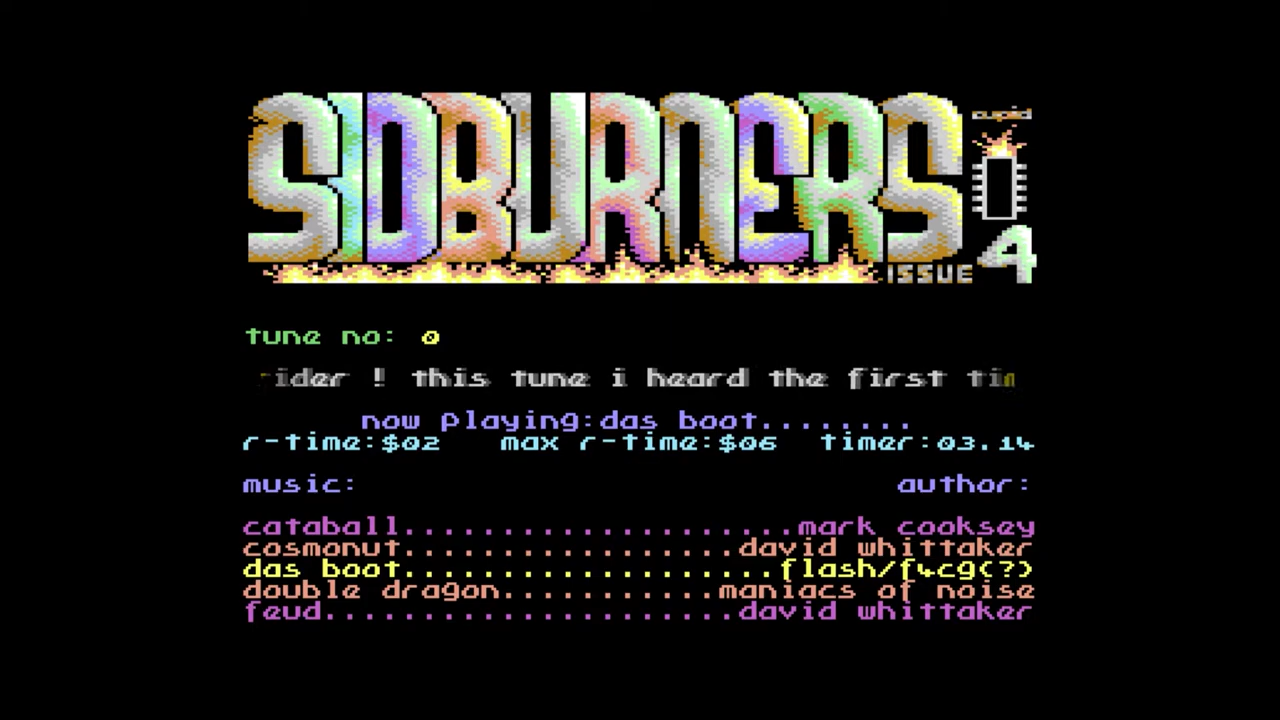 SIDBURNERS
cupid
ISSUE 4
tune no: 0
rider ! this tune i heard the first
now playing:das boot........
r-time:$02 max r-time:$06 timer:03.14
music: author:
cataball....................mark cooksey
cosmonut.................david whittaker
das boot...................flash/f4cg(?)
double dragon...........maniacs of noise
feud.....................david whittaker